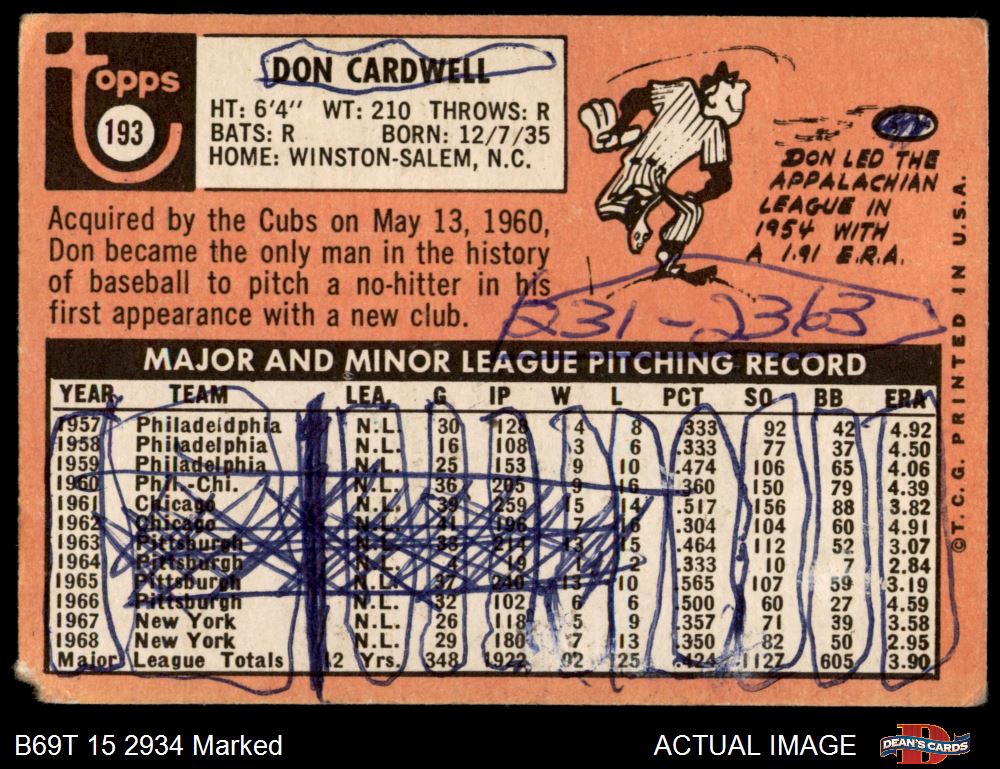 Topps
193
DON CARDWELL
HT: 6'4" WT: 210 THROWS: R
BATS: R BORN: 12/7/35
HOME: WINSTON-SALEM, N.C.
Acquired by the Cubs on May 13, 1960,
Don became the only man in the history
of baseball to pitch a no-hitter in his
first appearance with a new club.
DON LED THE
APPALACHIAN
LEAGUE IN
1954 WITH
A 1.91 E.R.A.
231-2363
MAJOR AND MINOR LEAGUE PITCHING RECORD
YEAR TEAM LEA. G IP W L PCT SO BB ERA
1957 Philadeldphia N.L. 30 128 4 8 .333 92 42 4.92
1958 Philadelphia N.L. 16 108 3 6 .333 77 37 4.50
1959 Philadelphia N.L. 25 153 9 10 .474 106 65 4.06
1960 Phil.-Chi. N.L. 36 205 9 16 .360 150 79 4.39
1961 Chicago N.L. 39 259 15 14 .517 156 88 3.82
1962 Chicago N.L. 41 196 7 16 .304 104 60 4.91
1963 Pittsburgh N.L. 33 214 13 15 .464 112 52 3.07
1964 Pittsburgh N.L. 4 19 1 2 .333 10 7 2.84
1965 Pittsburgh N.L. 37 240 13 10 .565 107 59 3.19
1966 Pittsburgh N.L. 32 102 6 6 .500 60 27 4.59
1967 New York N.L. 26 118 5 9 .357 71 39 3.58
1968 New York N.L. 29 180 7 13 .350 82 50 2.95
Major League Totals 12 Yrs. 348 1922 92 125 .424 1127 605 3.90
©T.C.G. PRINTED IN U.S.A.
B69T 15 2934 Marked
ACTUAL IMAGE
DEAN'S CARDS